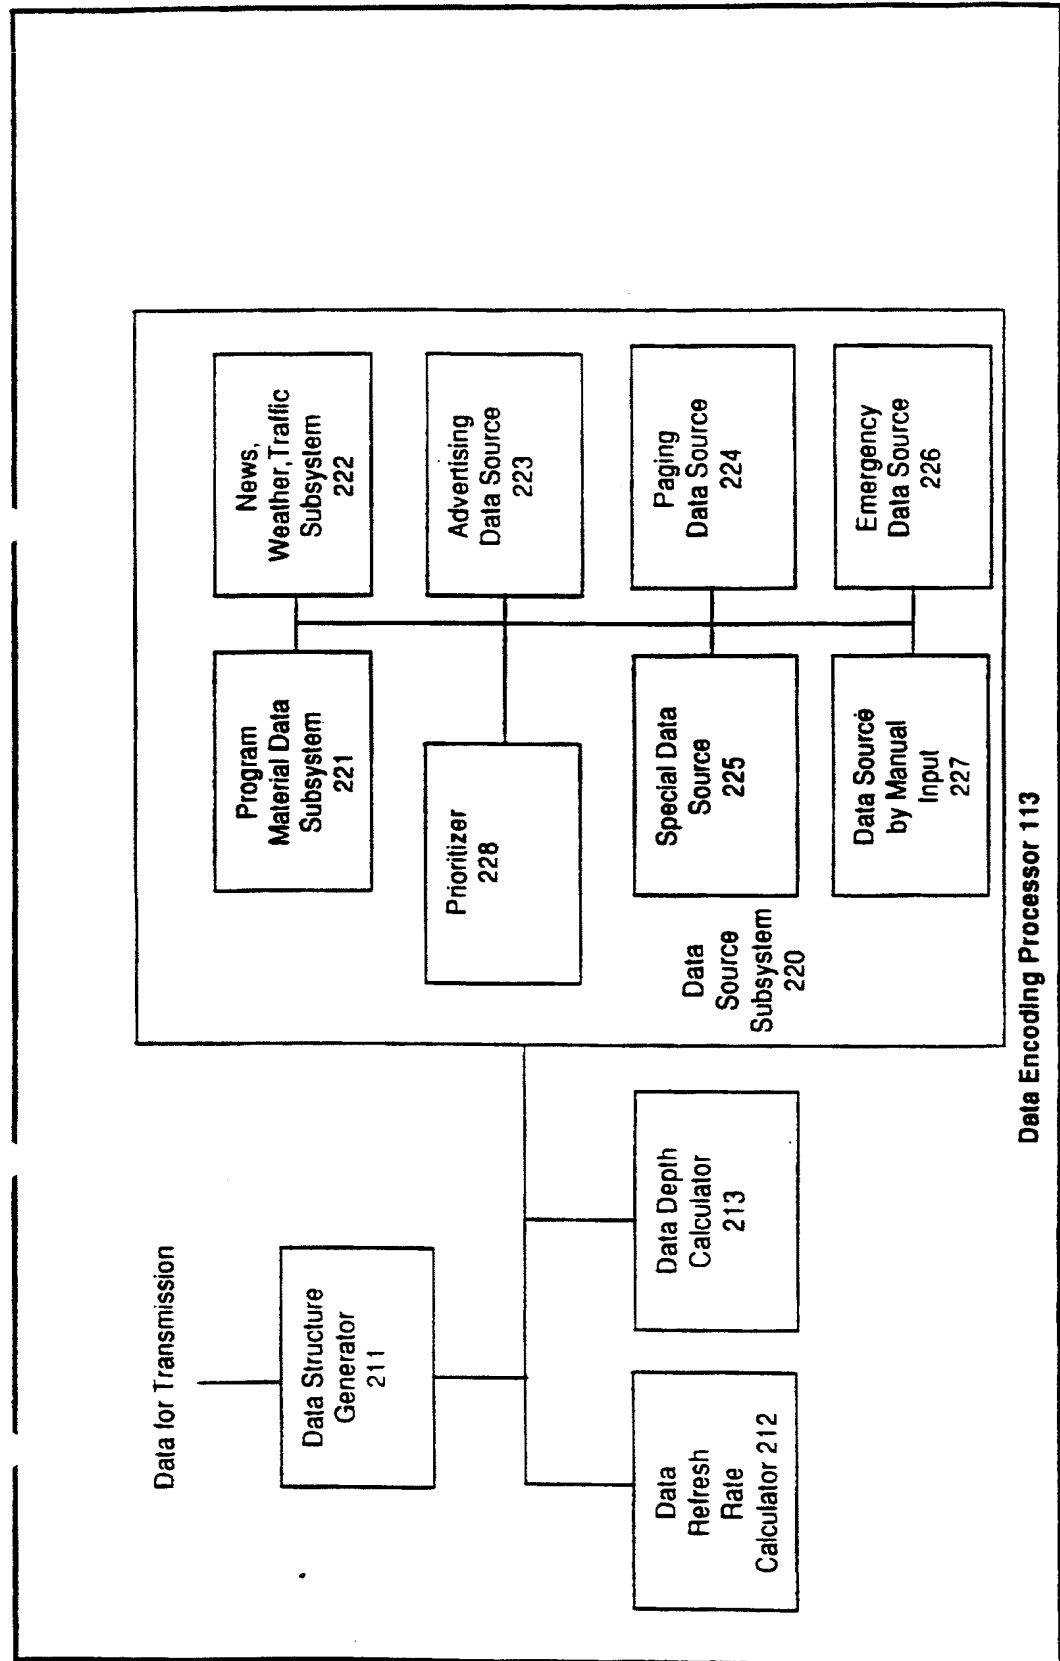 Data for Transmission
Data Structure
Generator
211
Data
Refresh
Rate
Calculator 212
Data Depth
Calculator
213
Program
Material Data
Subsystem
221
News,
Weather,Traffic
Subsystem
222
Prioritizer
228
Advertising
Data Source
223
Data
Source
Subsystem
220
Special Data
Source
225
Paging
Data Source
224
Data Source
by Manual
Input
227
Emergency
Data Source
226
Data Encoding Processor 113